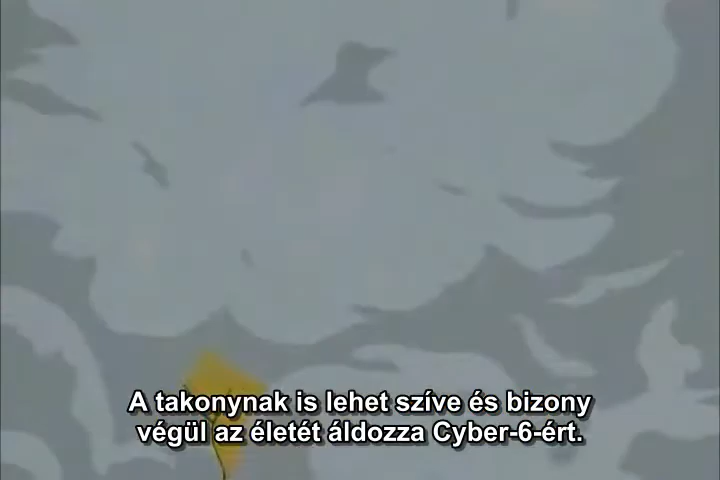 A takonynak is lehet szíve és bizony
végül az életét áldozza Cyber-6-ért.